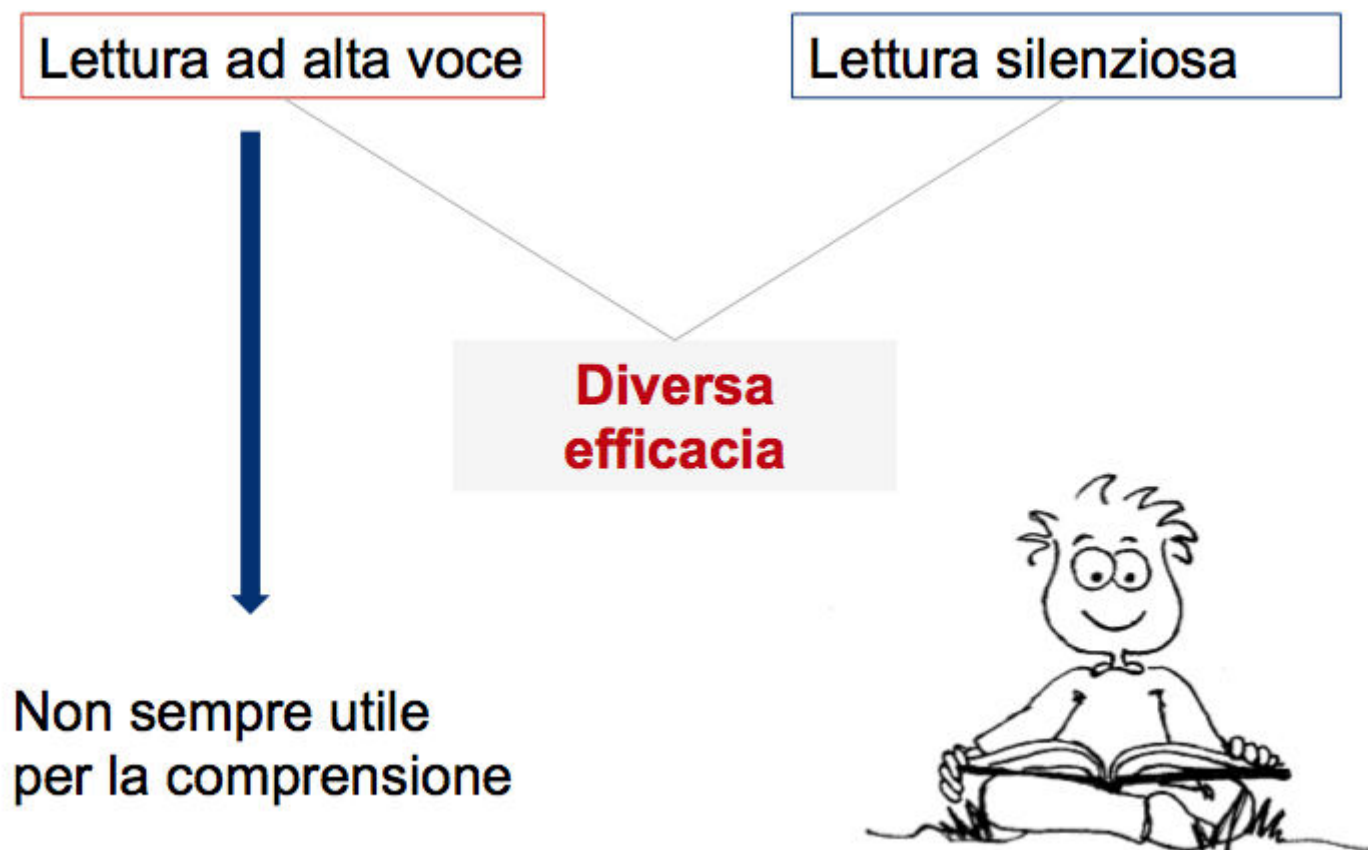 Lettura ad alta voce
Lettura silenziosa
Diversa
efficacia
Non sempre utile
per la comprensione